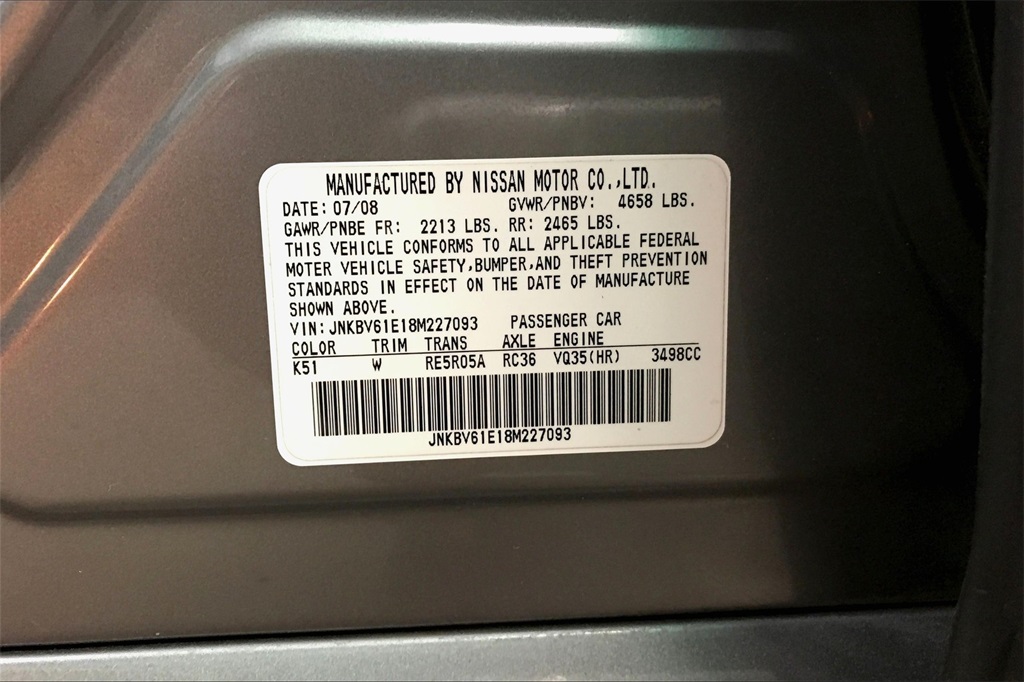 MANUFACTURED BY NISSAN MOTOR CO.,LTD.
DATE: 07/08 GVWR/PNBV: 4658 LBS.
GAWR/PNBE FR: 2213 LBS. RR: 2465 LBS.
THIS VEHICLE CONFORMS TO ALL APPLICABLE FEDERAL
MOTER VEHICLE SAFETY,BUMPER,AND THEFT PREVENTION
STANDARDS IN EFFECT ON THE DATE OF MANUFACTURE
SHOWN ABOVE.
VIN: JNKBV61E18M227093 PASSENGER CAR
COLOR TRIM TRANS AXLE ENGINE
K51 W RE5R05A RC36 VQ35(HR) 3498CC
JNKBV61E18M227093